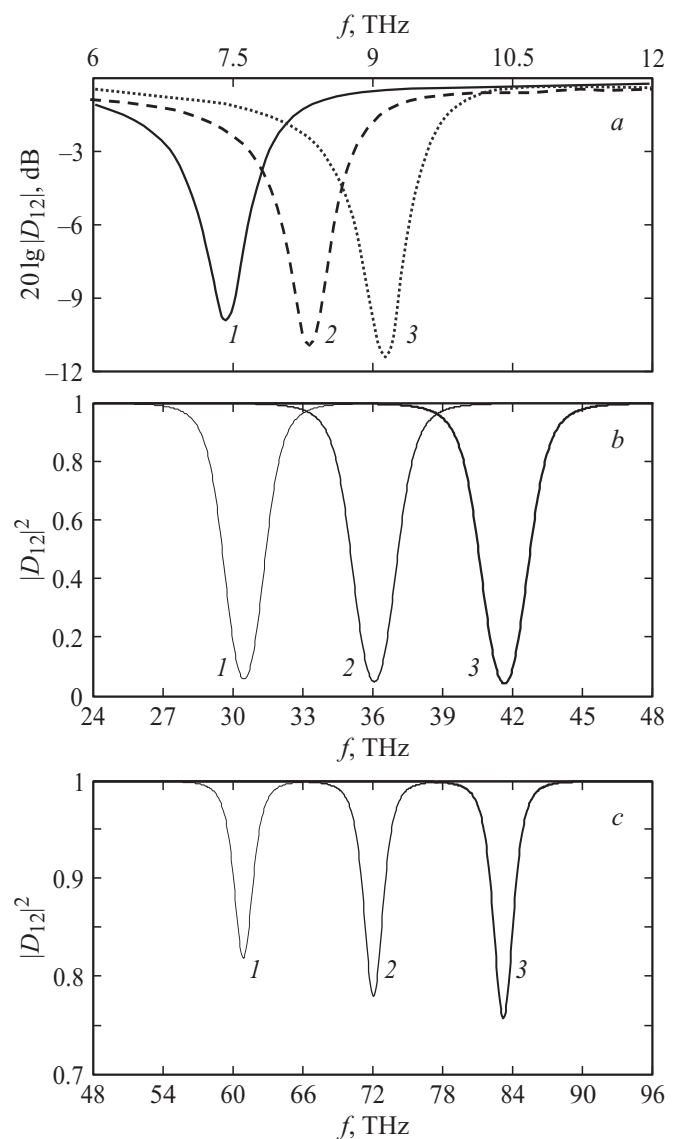 f, THz
6 7.5 9 10.5 12
a
–3
–6
–9
–12
20 lg |D12|, dB
1 2 3
b
1
0.8
0.6
0.4
0.2
0
|D12|2
1 2 3
24 27 30 33 36 39 42 45 48
f, THz
c
1
0.9
0.8
0.7
|D12|2
1 2 3
48 54 60 66 72 78 84 90 96
f, THz